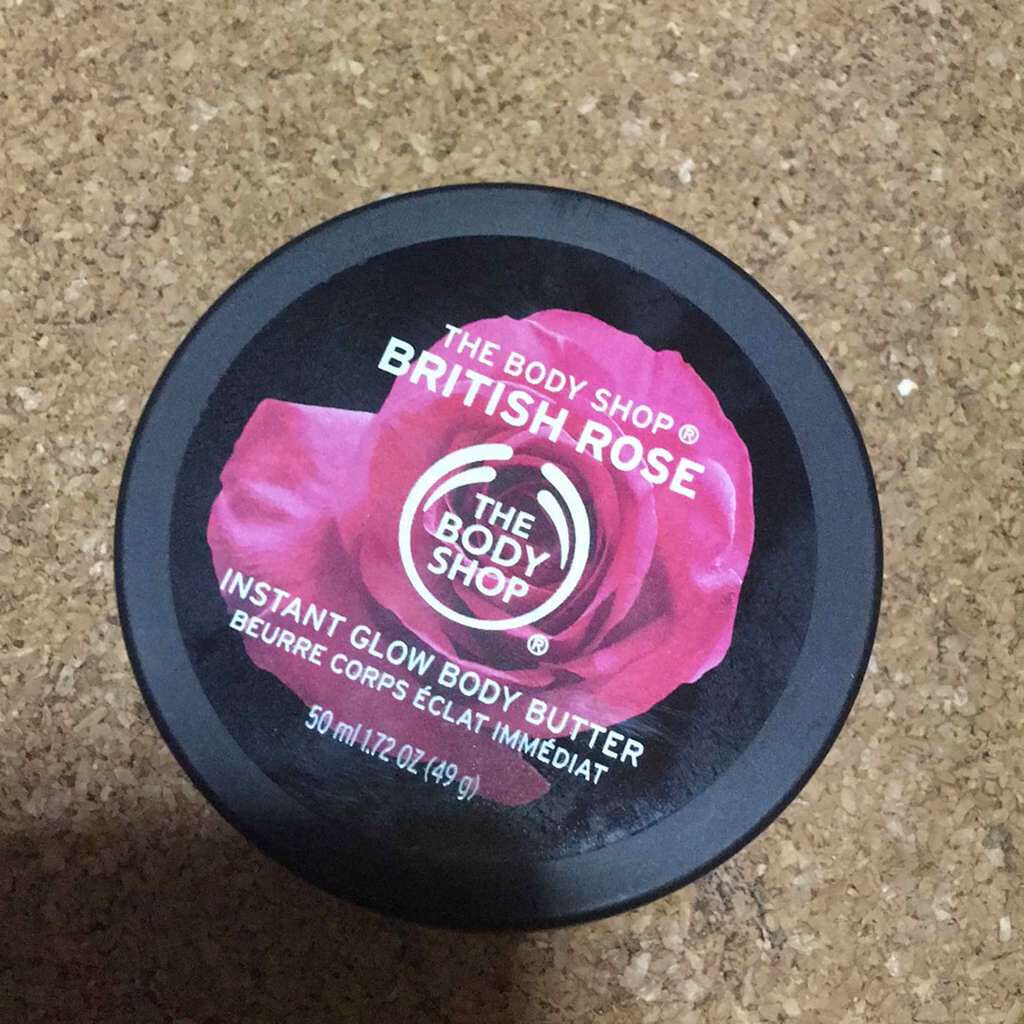 THE BODY SHOP®
BRITISH ROSE
THE
BODY
SHOP
®
INSTANT GLOW BODY BUTTER
BEURRE CORPS ÉCLAT IMMÉDIAT
50 ml 1.72 OZ (49 g)